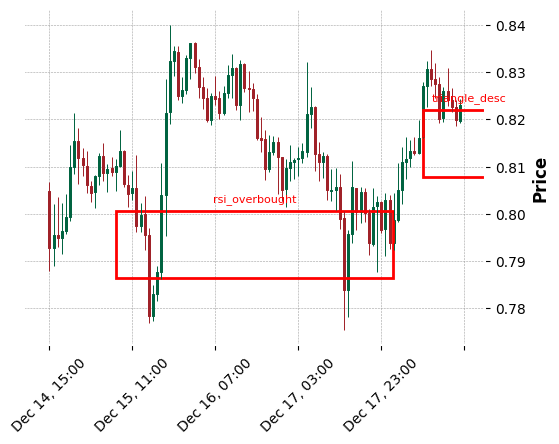 0.84
0.83
triangle_desc
0.82
0.81
rsi_overbought
0.80
0.79
0.78
Price
Dec 14, 15:00
Dec 15, 11:00
Dec 16, 07:00
Dec 17, 03:00
Dec 17, 23:00